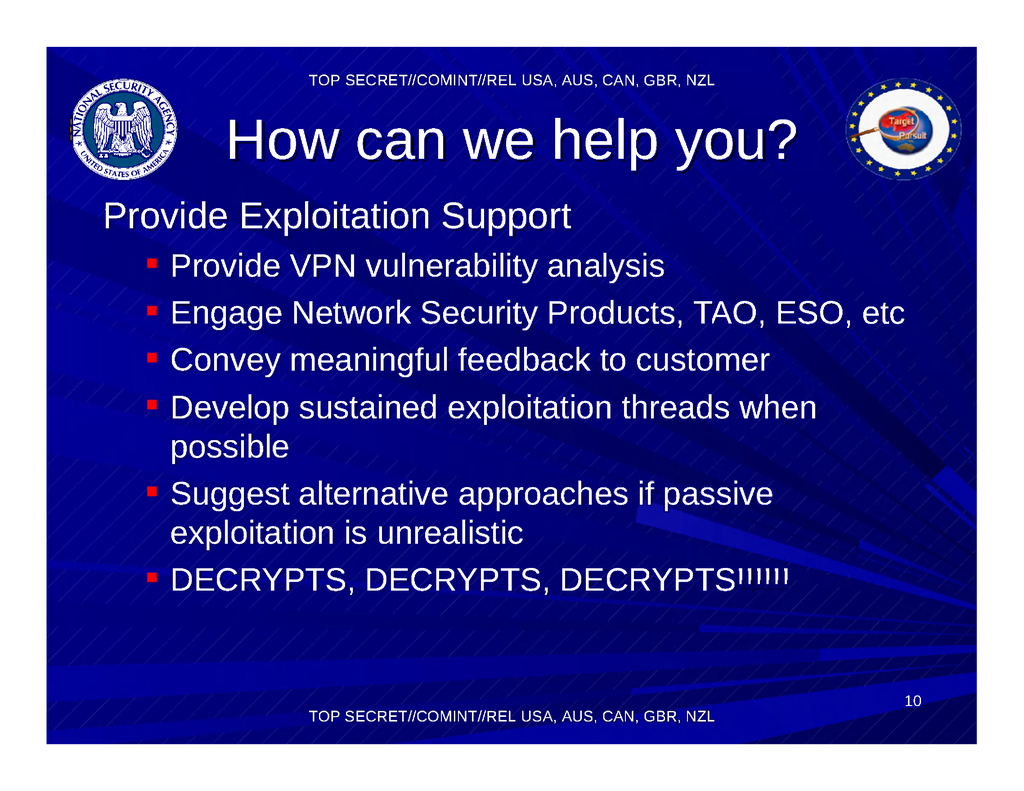 TOP SECRET//COMINT//REL USA, AUS, CAN, GBR, NZL
NATIONAL SECURITY AGENCY
UNITED STATES OF AMERICA
Target
Pursuit
How can we help you?
Provide Exploitation Support
Provide VPN vulnerability analysis
Engage Network Security Products, TAO, ESO, etc
Convey meaningful feedback to customer
Develop sustained exploitation threads when
possible
Suggest alternative approaches if passive
exploitation is unrealistic
DECRYPTS, DECRYPTS, DECRYPTS!!!!!!
10
TOP SECRET//COMINT//REL USA, AUS, CAN, GBR, NZL